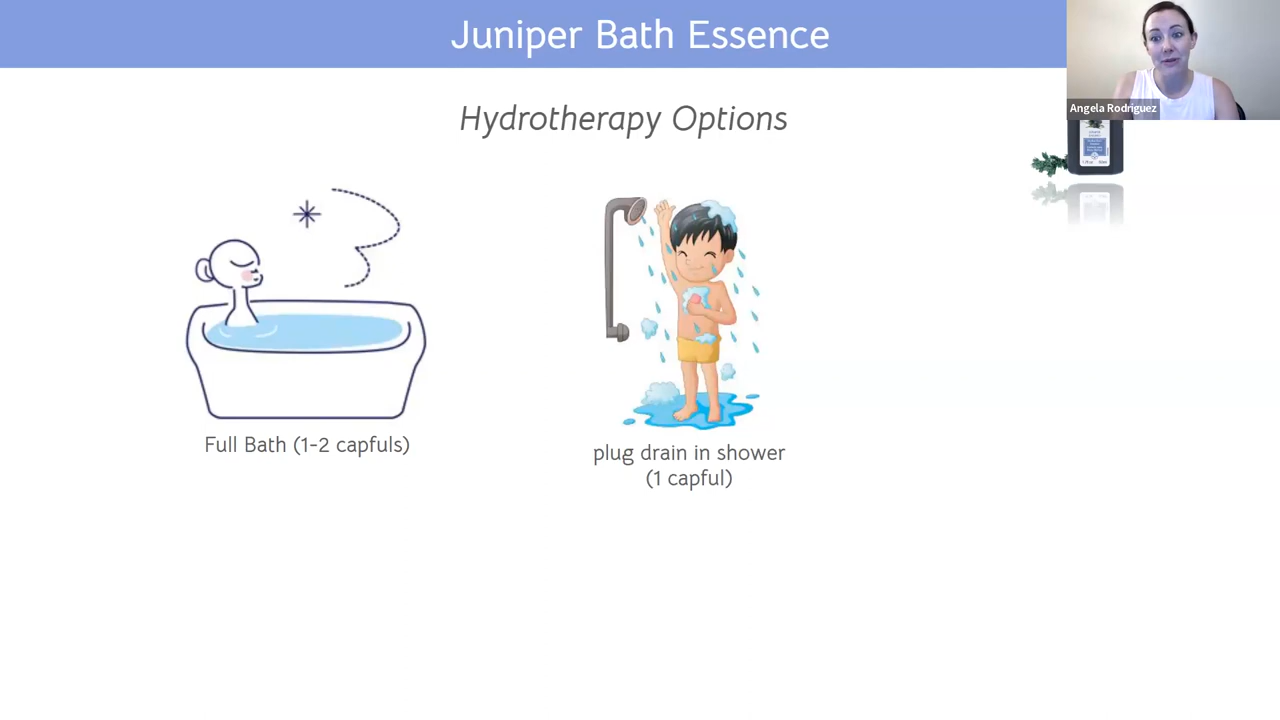 Juniper Bath Essence
Angela Rodriguez
Hydrotherapy Options
Full Bath (1-2 capfuls)
plug drain in shower
(1 capful)